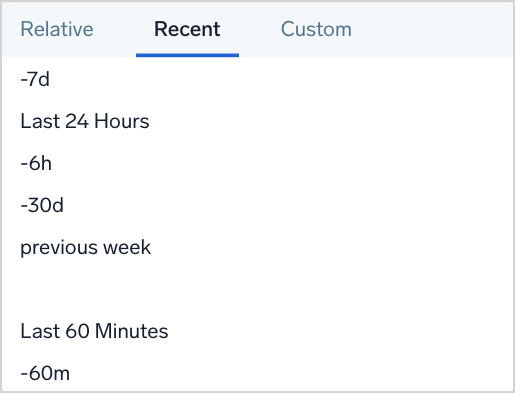 Relative Recent Custom
-7d
Last 24 Hours
-6h
-30d
previous week
Last 60 Minutes
-60m